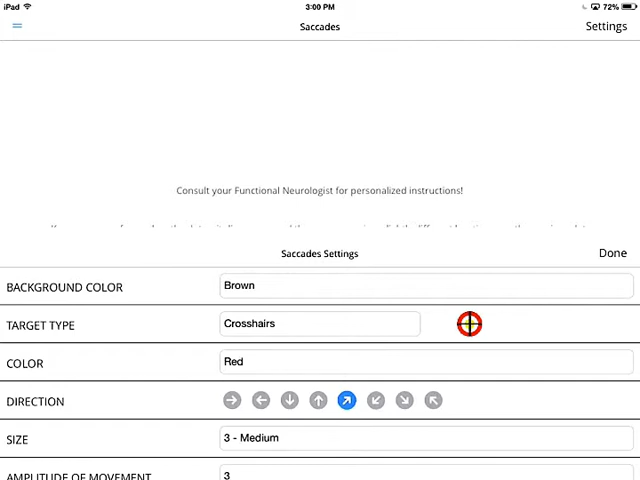 iPad 3:00 PM 72%
Saccades Settings
Consult your Functional Neurologist for personalized instructions!
Saccades Settings Done
BACKGROUND COLOR Brown
TARGET TYPE Crosshairs
COLOR Red
DIRECTION
SIZE 3 - Medium
AMPLITUDE OF MOVEMENT 3